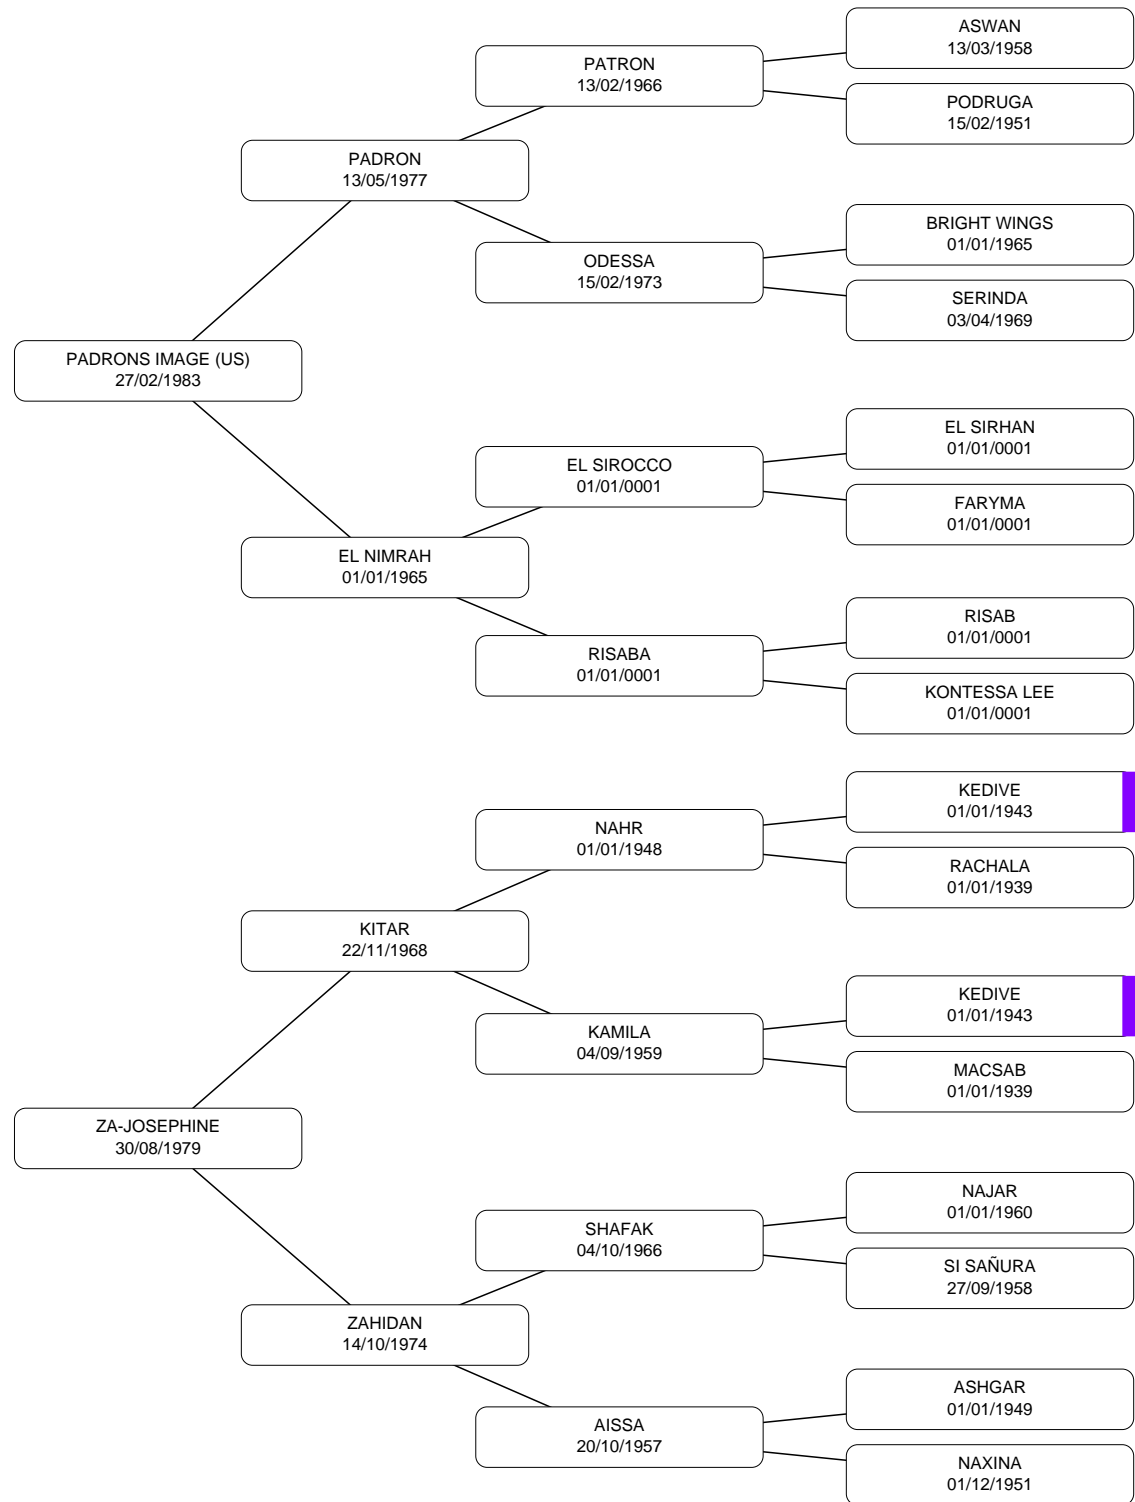 ASWAN
13/03/1958
PATRON
13/02/1966
PODRUGA
15/02/1951
PADRON
13/05/1977
BRIGHT WINGS
01/01/1965
ODESSA
15/02/1973
SERINDA
03/04/1969
PADRONS IMAGE (US)
27/02/1983
EL SIRHAN
01/01/0001
EL SIROCCO
01/01/0001
FARYMA
01/01/0001
EL NIMRAH
01/01/1965
RISAB
01/01/0001
RISABA
01/01/0001
KONTESSA LEE
01/01/0001
KEDIVE
01/01/1943
NAHR
01/01/1948
RACHALA
01/01/1939
KITAR
22/11/1968
KEDIVE
01/01/1943
KAMILA
04/09/1959
MACSAB
01/01/1939
ZA-JOSEPHINE
30/08/1979
NAJAR
01/01/1960
SHAFAK
04/10/1966
SI SAÑURA
27/09/1958
ZAHIDAN
14/10/1974
ASHGAR
01/01/1949
AISSA
20/10/1957
NAXINA
01/12/1951